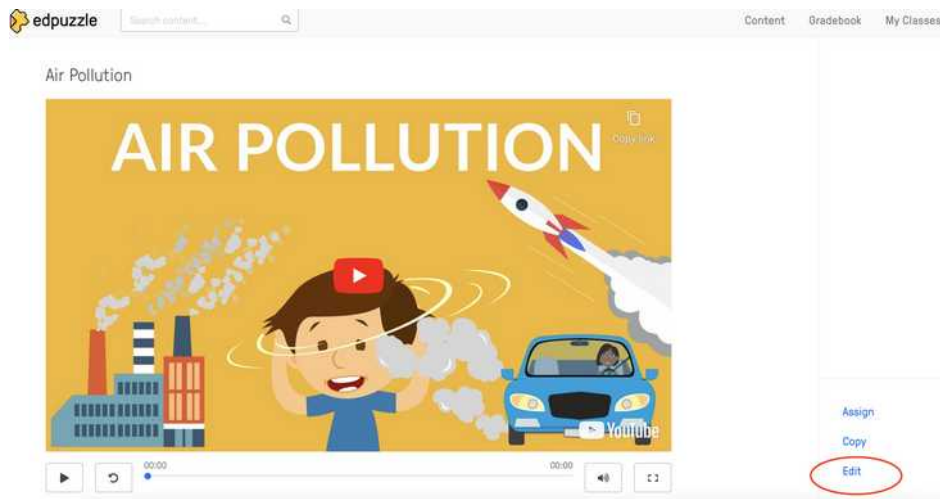 edpuzzle
Search content...
Content Gradebook My Classes
Air Pollution
AIR POLLUTION
Copy link
YouTube
00:00 00:00
Assign
Copy
Edit